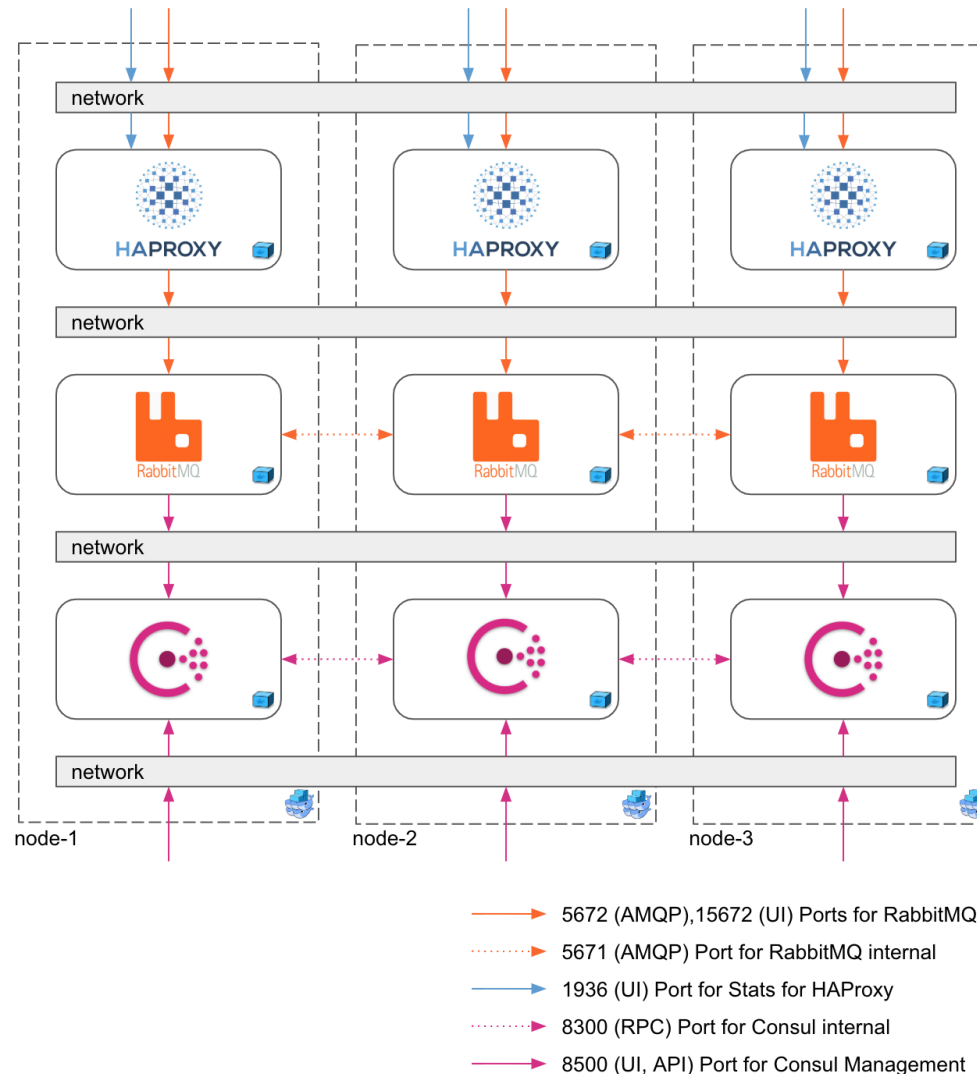 network
HAPROXY
HAPROXY
HAPROXY
network
RabbitMQ
RabbitMQ
RabbitMQ
network
network
node-1
node-2
node-3
5672 (AMQP),15672 (UI) Ports for RabbitMQ
5671 (AMQP) Port for RabbitMQ internal
1936 (UI) Port for Stats for HAProxy
8300 (RPC) Port for Consul internal
8500 (UI, API) Port for Consul Management